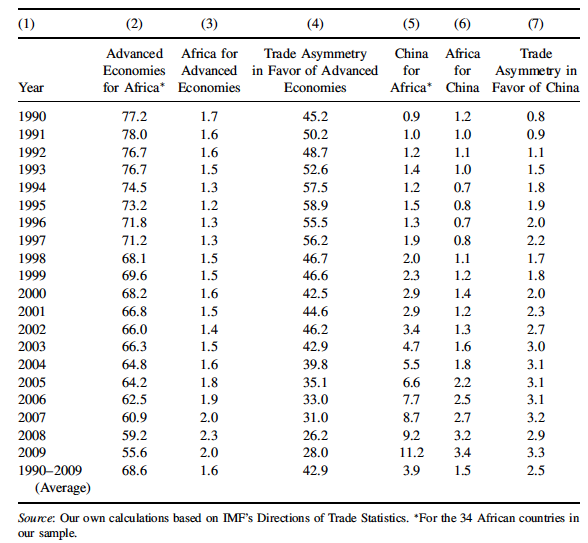 (1) (2) (3) (4) (5) (6) (7)
Advanced Africa for Trade Asymmetry China Africa Trade
Economies Advanced in Favor of Advanced for for Asymmetry in
Year for Africa* Economies Economies Africa* China Favor of China
1990 77.2 1.7 45.2 0.9 1.2 0.8
1991 78.0 1.6 50.2 1.0 1.0 0.9
1992 76.7 1.6 48.7 1.2 1.1 1.1
1993 76.7 1.5 52.6 1.4 1.0 1.5
1994 74.5 1.3 57.5 1.2 0.7 1.8
1995 73.2 1.2 58.9 1.5 0.8 1.9
1996 71.8 1.3 55.5 1.3 0.7 2.0
1997 71.2 1.3 56.2 1.9 0.8 2.2
1998 68.1 1.5 46.7 2.0 1.1 1.7
1999 69.6 1.5 46.6 2.3 1.2 1.8
2000 68.2 1.6 42.5 2.9 1.4 2.0
2001 66.8 1.5 44.6 2.9 1.2 2.3
2002 66.0 1.4 46.2 3.4 1.3 2.7
2003 66.3 1.5 42.9 4.7 1.6 3.0
2004 64.8 1.6 39.8 5.5 1.8 3.1
2005 64.2 1.8 35.1 6.6 2.2 3.1
2006 62.5 1.9 33.0 7.7 2.5 3.1
2007 60.9 2.0 31.0 8.7 2.7 3.2
2008 59.2 2.3 26.2 9.2 3.2 2.9
2009 55.6 2.0 28.0 11.2 3.4 3.3
1990–2009 68.6 1.6 42.9 3.9 1.5 2.5
(Average)
Source: Our own calculations based on IMF's Directions of Trade Statistics. *For the 34 African countries in
our sample.